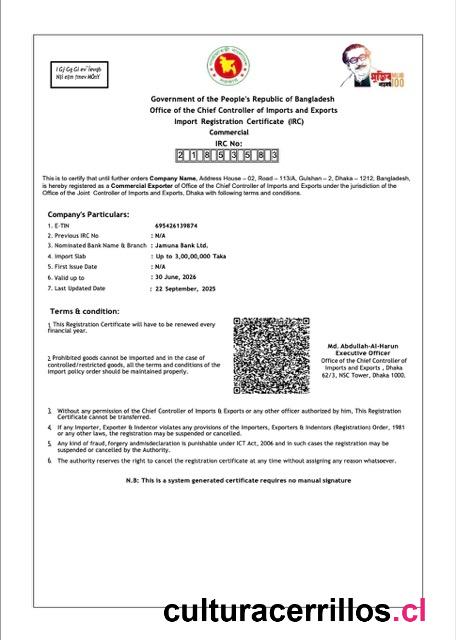 মুজিব MUJIB
শতবর্ষ 100
Government of the People's Republic of Bangladesh
Office of the Chief Controller of Imports and Exports
Import Registration Certificate (IRC)
Commercial
IRC No:
2 1 8 5 3 5 8 3
This is to certify that until further orders Company Name, Address House – 02, Road – 113/A, Gulshan – 2, Dhaka – 1212, Bangladesh,
is hereby registered as a Commercial Exporter of Office of the Chief Controller of Imports and Exports under the jurisdiction of the
Office of the Joint Controller of Imports and Exports, Dhaka with following terms and conditions.
Company's Particulars:
1. E-TIN 695426139874
2. Previous IRC No : N/A
3. Nominated Bank Name & Branch : Jamuna Bank Ltd.
4. Import Slab : Up to 3,00,00,000 Taka
5. First Issue Date : N/A
6. Valid up to : 30 June, 2026
7. Last Updated Date : 22 September, 2025
Terms & condition:
1. This Registration Certificate will have to be renewed every
financial year.
2. Prohibited goods cannot be imported and in the case of
controlled/restricted goods, all the terms and conditions of the
import policy order should be maintained properly.
Md. Abdullah-Al-Harun
Executive Officer
Office of the Chief Controller of
Imports and Exports , Dhaka
62/3, NSC Tower, Dhaka 1000.
3. Without any permission of the Chief Controller of Imports & Exports or any other officer authorized by him, This Registration
Certificate cannot be transferred.
4. If any Importer, Exporter & Indentor violates any provisions of the Importers, Exporters & Indentors (Registration) Order, 1981
or any other laws, the registration may be suspended or cancelled.
5. Any kind of fraud, forgery andmisdeclaration is punishable under ICT Act, 2006 and in such cases the registration may be
suspended or cancelled by the Authority.
6. The authority reserves the right to cancel the registration certificate at any time without assigning any reason whatsoever.
N.B: This is a system generated certificate requires no manual signature
culturacerrillos.cl